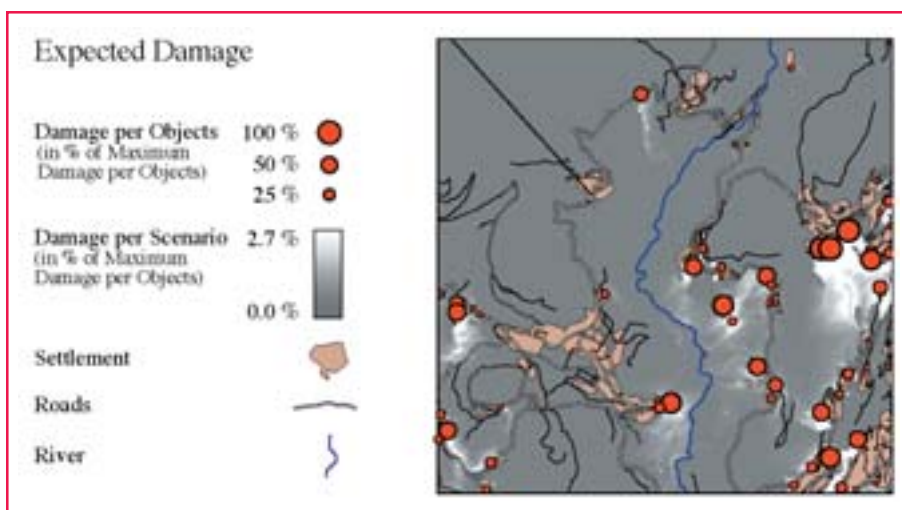 Expected Damage
Damage per Objects 100 %
(in % of Maximum
Damage per Objects) 50 %
25 %
Damage per Scenario 2.7 %
(in % of Maximum
Damage per Objects)
0.0 %
Settlement
Roads
River